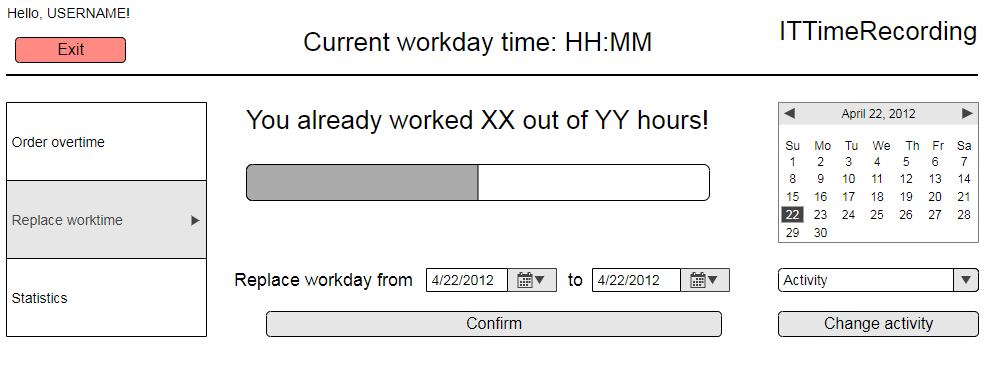 Hello, USERNAME!
Exit
Current workday time: HH:MM
ITTimeRecording
Order overtime
Replace worktime
Statistics
You already worked XX out of YY hours!
Replace workday from 4/22/2012 to 4/22/2012
Confirm
April 22, 2012
Su Mo Tu We Th Fr Sa
1 2 3 4 5 6 7
8 9 10 11 12 13 14
15 16 17 18 19 20 21
22 23 24 25 26 27 28
29 30
Activity
Change activity